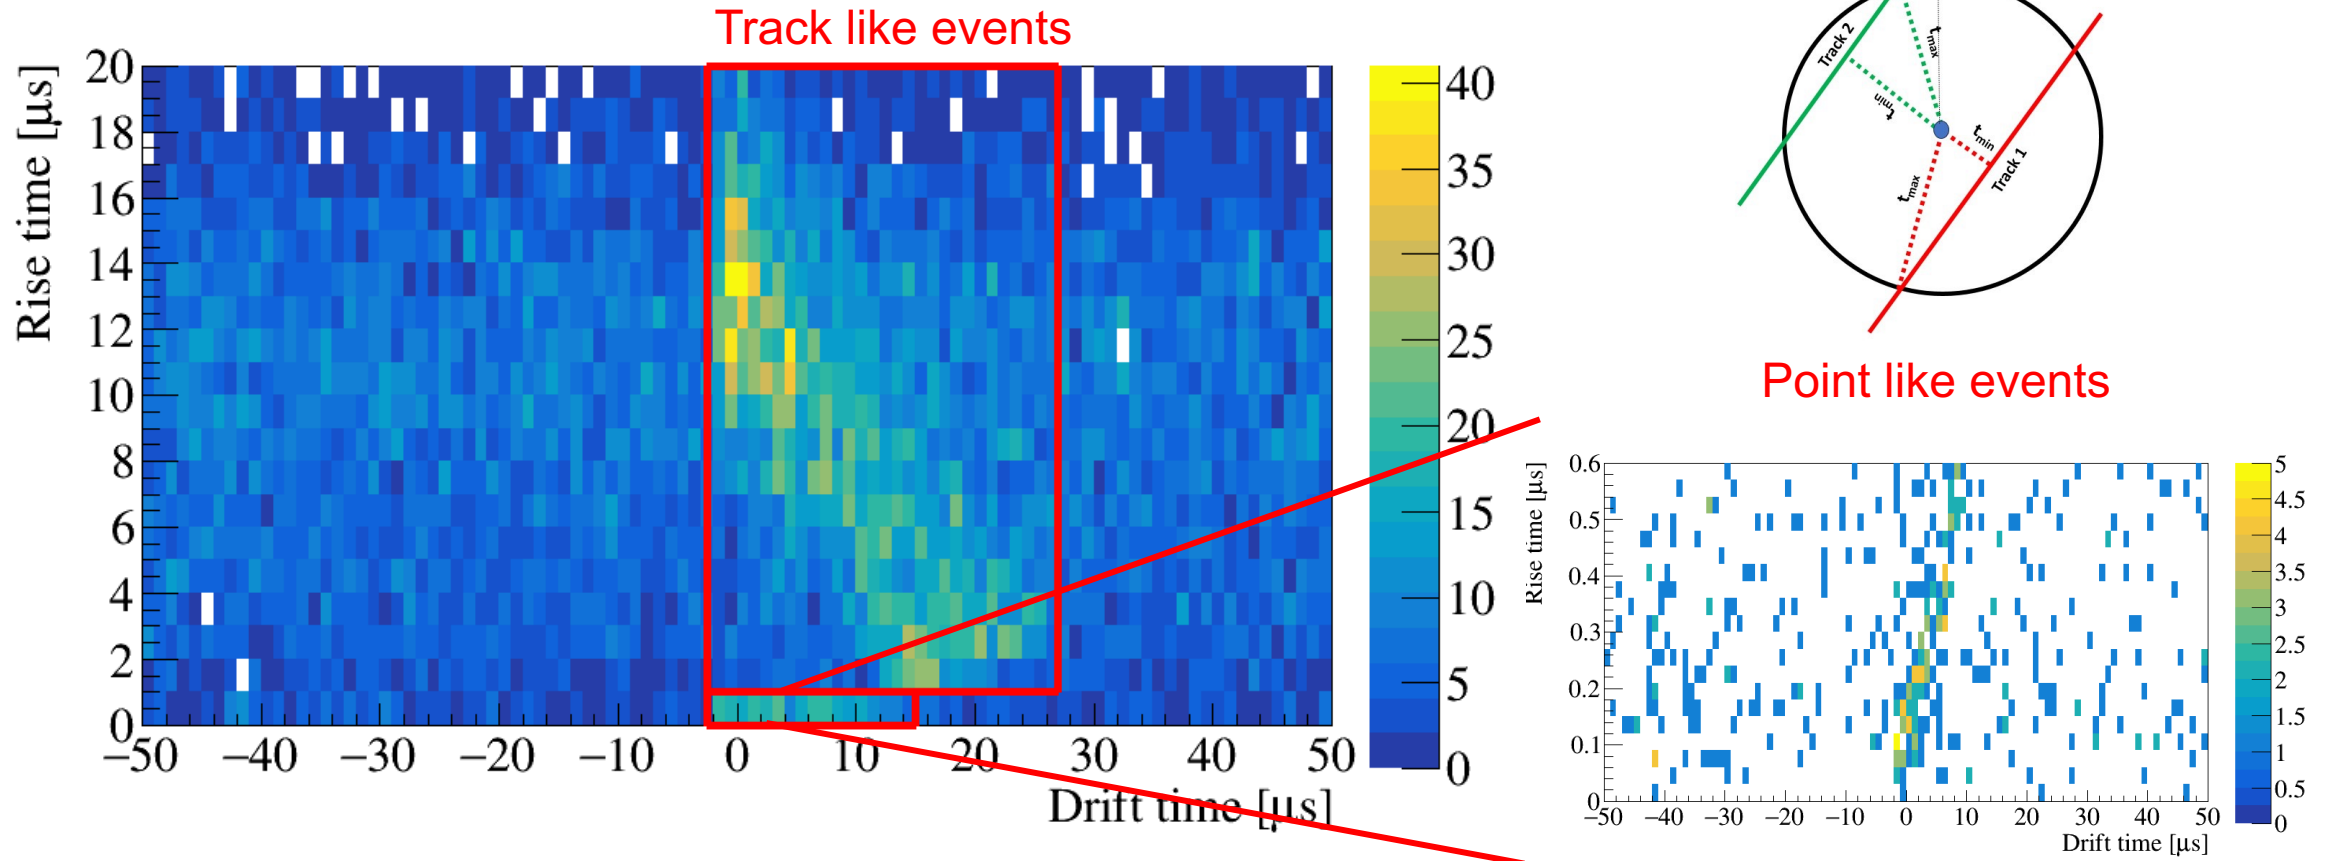 Track like events
20
18
16
14
12
10
8
6
4
2
0
Rise time [μs]
−50 −40 −30 −20 −10 0 10 20 30 40 50
Drift time [μs]
40
35
30
25
20
15
10
5
0
Track 2
tmax
tmin
tmin
Track 1
tmax
Point like events
0.6
0.5
0.4
0.3
0.2
0.1
0
Rise time [μs]
−50 −40 −30 −20 −10 0 10 20 30 40 50
Drift time [μs]
5
4.5
4
3.5
3
2.5
2
1.5
1
0.5
0